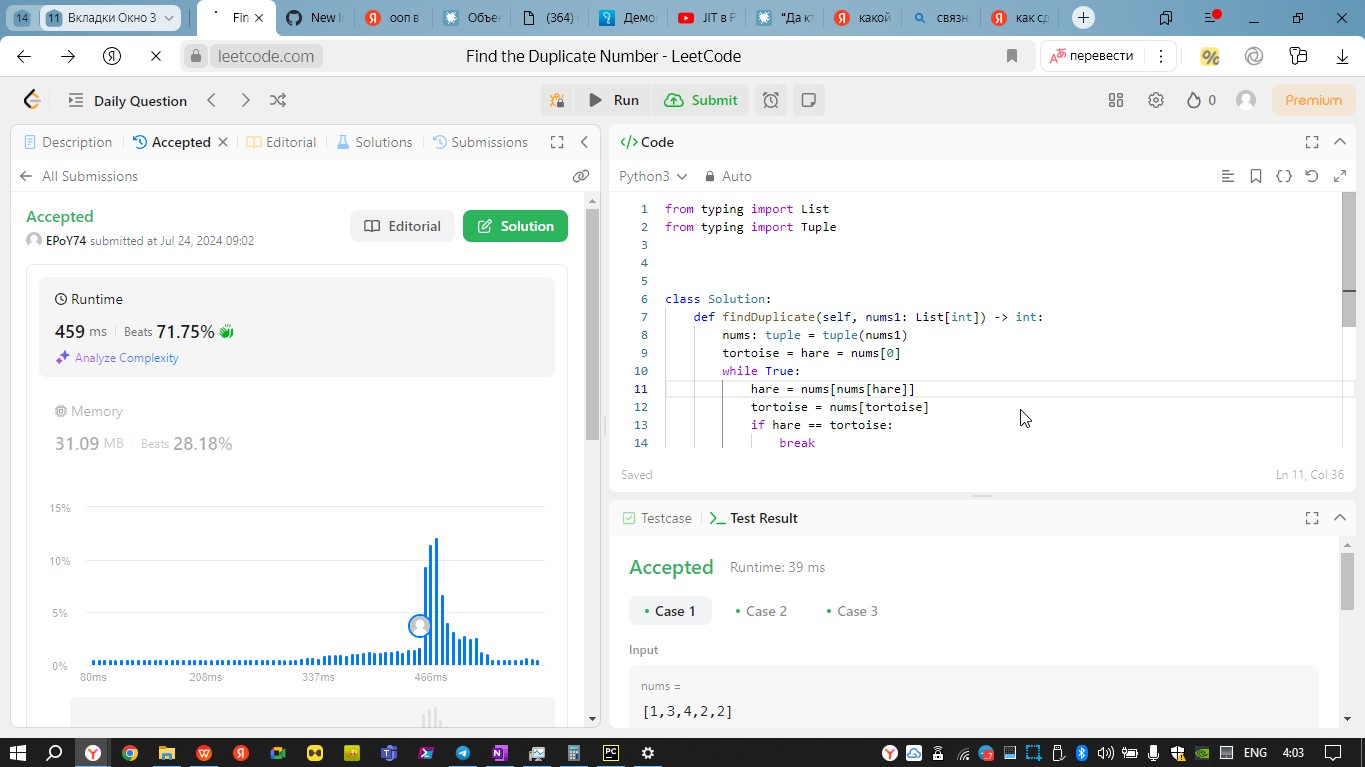 14
11 Вкладки Окно 3
Fin
New Is
ооп в
Объе
(364)
Демо
JIT в P
"Да кт
какой
связн
как сд
leetcode.com
Find the Duplicate Number - LeetCode
перевести
Daily Question
Run
Submit
0
Premium
Description
Accepted
Editorial
Solutions
Submissions
All Submissions
Accepted
EPoY74 submitted at Jul 24, 2024 09:02
Editorial
Solution
Runtime
459 ms
Beats 71.75%
Analyze Complexity
Memory
31.09 MB
Beats 28.18%
15%
10%
5%
0%
80ms
208ms
337ms
466ms
Code
Python3
Auto
1 from typing import List
2 from typing import Tuple
3
4
5
6 class Solution:
7 def findDuplicate(self, nums1: List[int]) -> int:
8 nums: tuple = tuple(nums1)
9 tortoise = hare = nums[0]
10 while True:
11 hare = nums[nums[hare]]
12 tortoise = nums[tortoise]
13 if hare == tortoise:
14 break
Saved
Ln 11, Col 36
Testcase
Test Result
Accepted
Runtime: 39 ms
Case 1
Case 2
Case 3
Input
nums =
[1,3,4,2,2]
ENG
4:03